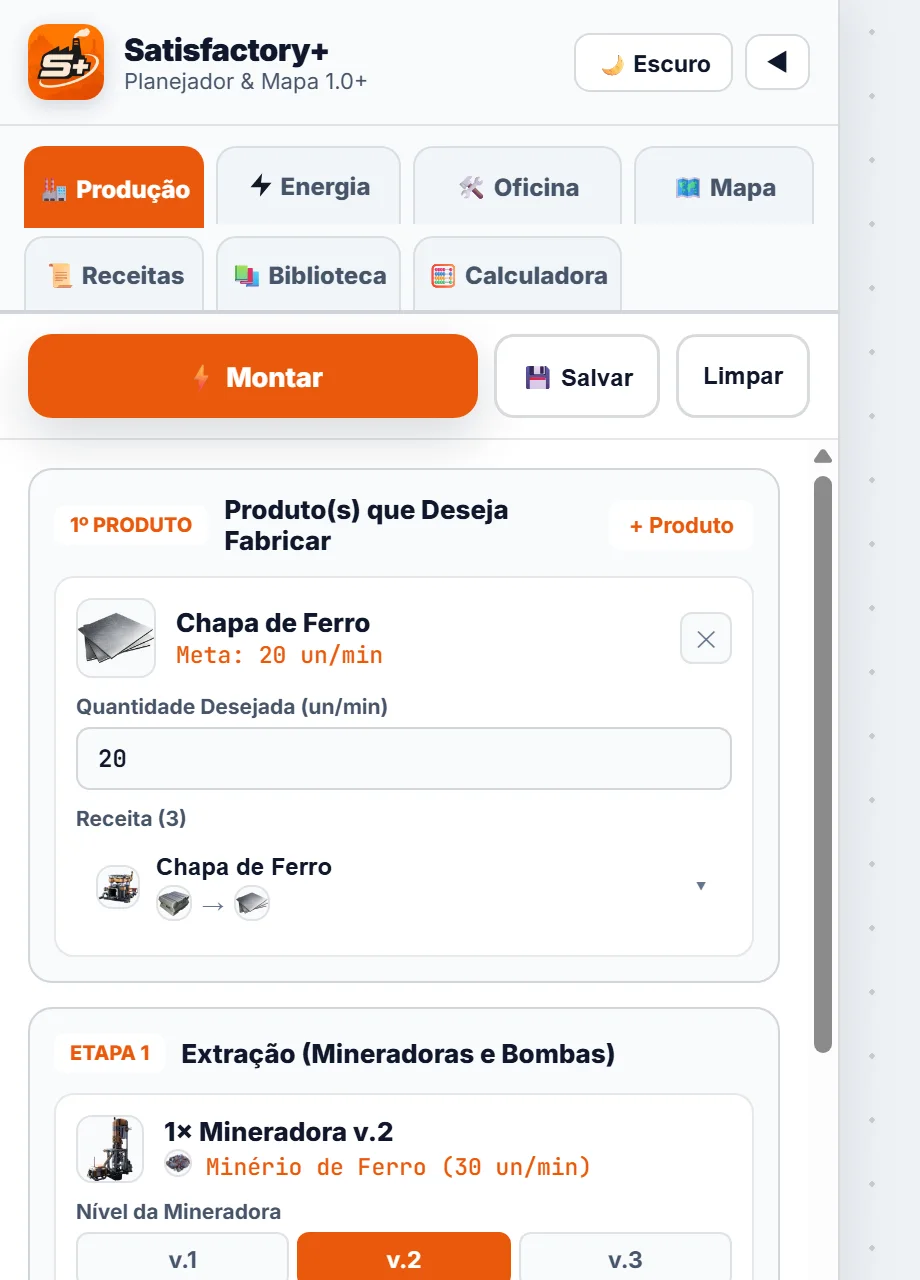 Satisfactory+
Planejador & Mapa 1.0+
Escuro
Produção
Energia
Oficina
Mapa
Receitas
Biblioteca
Calculadora
Montar
Salvar
Limpar
1º PRODUTO
Produto(s) que Deseja
Fabricar
+ Produto
Chapa de Ferro
Meta: 20 un/min
Quantidade Desejada (un/min)
20
Receita (3)
Chapa de Ferro
ETAPA 1
Extração (Mineradoras e Bombas)
1× Mineradora v.2
Minério de Ferro (30 un/min)
Nível da Mineradora
v.1
v.2
v.3